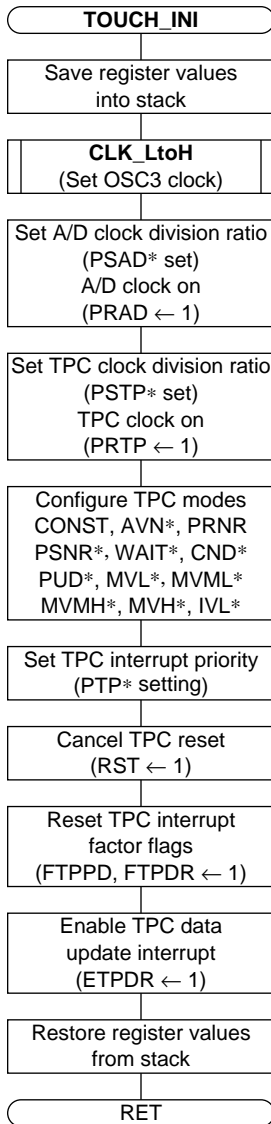 TOUCH_INI
Save register values
into stack
CLK_LtoH
(Set OSC3 clock)
Set A/D clock division ratio
(PSAD* set)
A/D clock on
(PRAD ← 1)
Set TPC clock division ratio
(PSTP* set)
TPC clock on
(PRTP ← 1)
Configure TPC modes
CONST, AVN*, PRNR
PSNR*, WAIT*, CND*
PUD*, MVL*, MVML*
MVMH*, MVH*, IVL*
Set TPC interrupt priority
(PTP* setting)
Cancel TPC reset
(RST ← 1)
Reset TPC interrupt
factor flags
(FTPPD, FTPDR ← 1)
Enable TPC data
update interrupt
(ETPDR ← 1)
Restore register values
from stack
RET